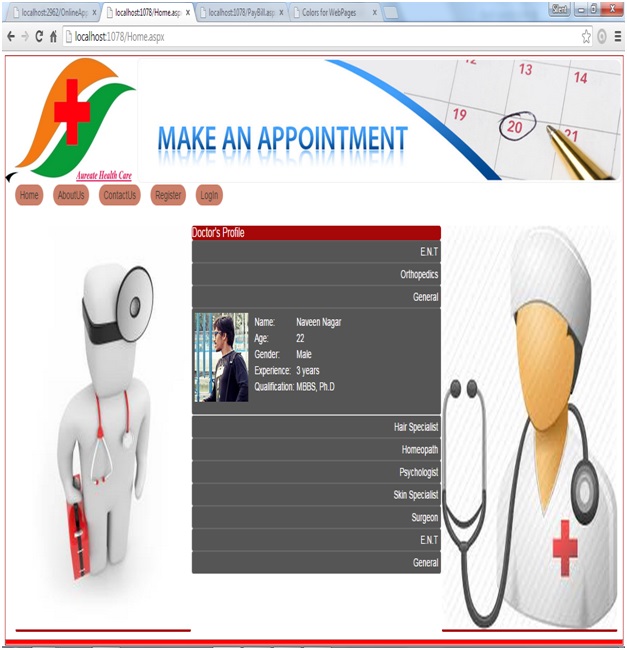 localhost:2962/OnlineApp localhost:1078/Home.asp localhost:1078/PayBill.asp Colors for WebPages
localhost:1078/Home.aspx
12 13 14
19 20 21
MAKE AN APPOINTMENT
Aureate Health Care
Home AboutUs ContactUs Register Login
Doctor's Profile
E.N.T
Orthopedics
General
Name: Naveen Nagar
Age: 22
Gender: Male
Experience: 3 years
Qualification: MBBS, Ph.D
Hair Specialist
Homeopath
Psychologist
Skin Specialist
Surgeon
E.N.T
General